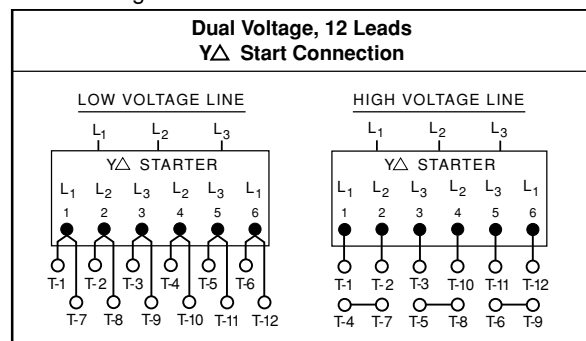 Dual Voltage, 12 Leads
Y△ Start Connection
LOW VOLTAGE LINE
L1 L2 L3
Y△ STARTER
L1 L2 L3 L2 L3 L1
1 2 3 4 5 6
T-1 T-2 T-3 T-4 T-5 T-6
T-7 T-8 T-9 T-10 T-11 T-12
HIGH VOLTAGE LINE
L1 L2 L3
Y△ STARTER
L1 L2 L3 L2 L3 L1
1 2 3 4 5 6
T-1 T-2 T-3 T-10 T-11 T-12
T-4 T-7 T-5 T-8 T-6 T-9